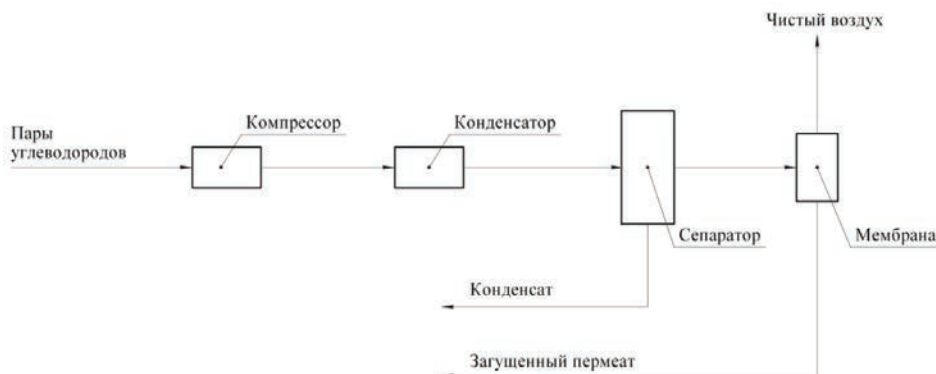 Чистый воздух
Компрессор
Конденсатор
Пары
углеводородов
Сепаратор
Мембрана
Конденсат
Загущенный пермеат